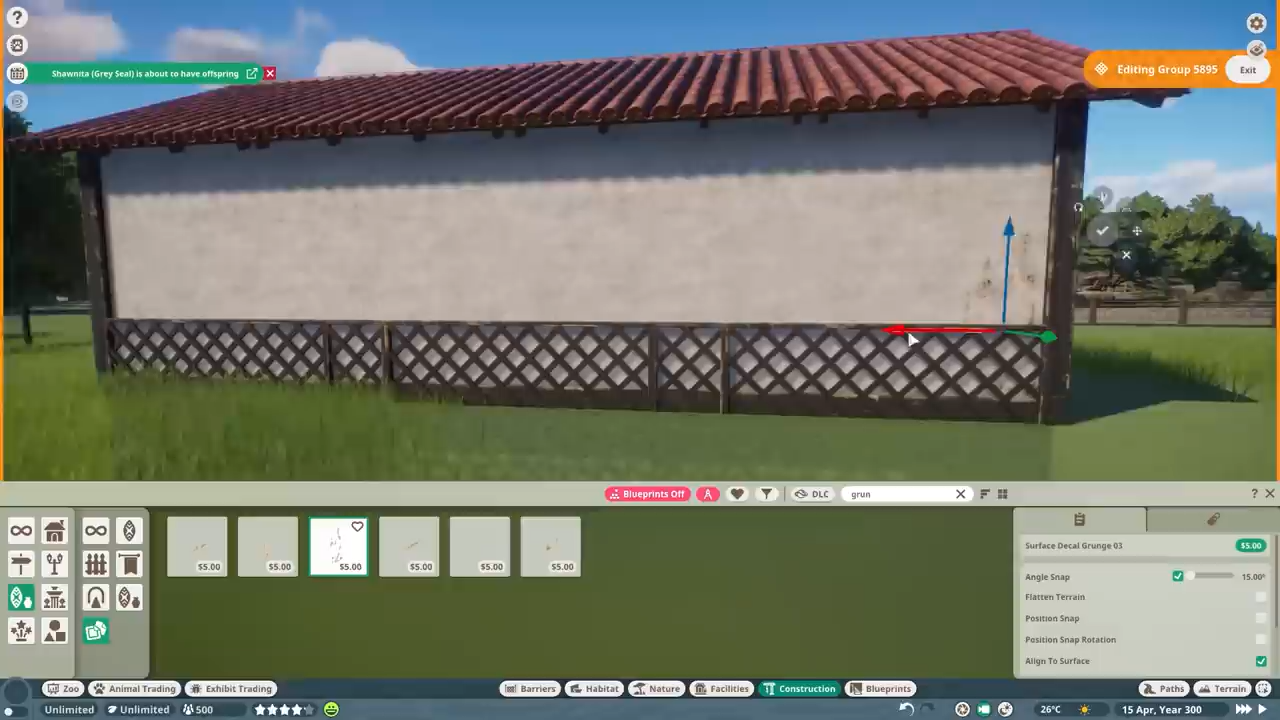 ?
Shawnita (Grey Seal) is about to have offspring
Editing Group 5895
Exit
Blueprints Off
DLC
grun
?
$5.00
$5.00
$5.00
$5.00
$5.00
$5.00
Surface Decal Grunge 03
$5.00
Angle Snap
15.00°
Flatten Terrain
Position Snap
Position Snap Rotation
Align To Surface
Zoo
Animal Trading
Exhibit Trading
Barriers
Habitat
Nature
Facilities
Construction
Blueprints
Paths
Terrain
Unlimited
Unlimited
500
26°C
15 Apr, Year 300